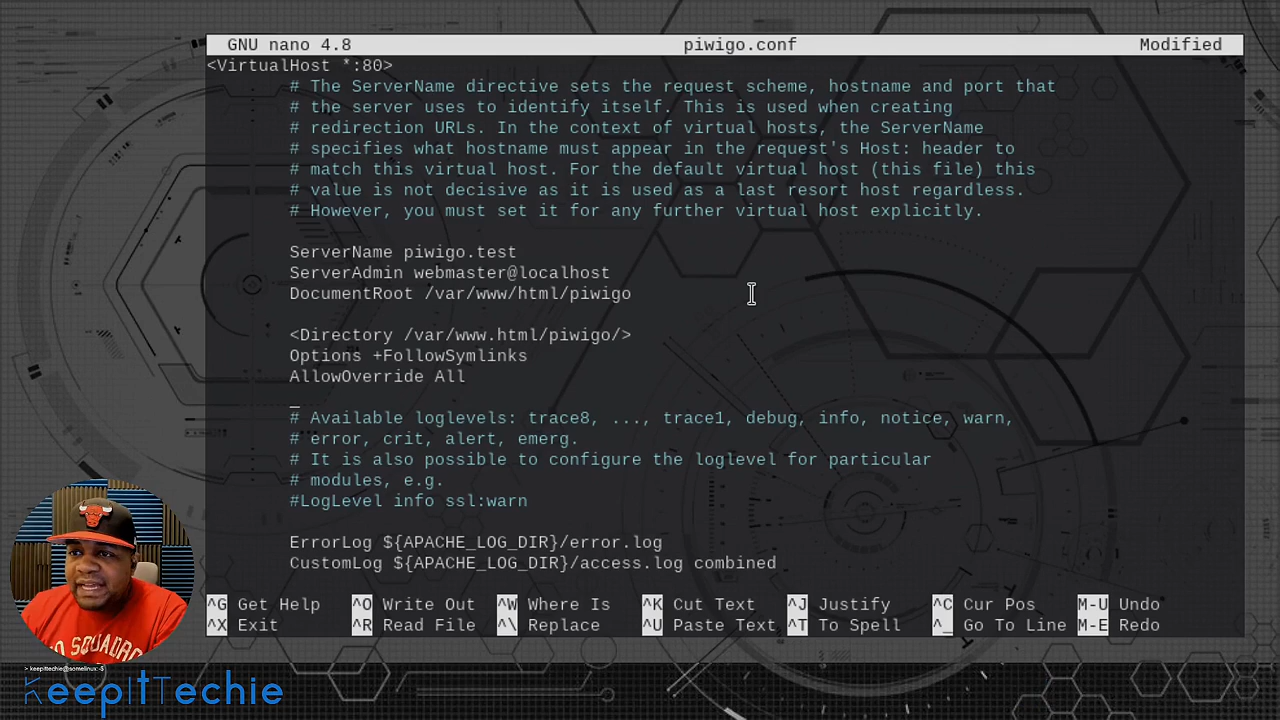 GNU nano 4.8 piwigo.conf Modified
<VirtualHost *:80>
# The ServerName directive sets the request scheme, hostname and port that
# the server uses to identify itself. This is used when creating
# redirection URLs. In the context of virtual hosts, the ServerName
# specifies what hostname must appear in the request's Host: header to
# match this virtual host. For the default virtual host (this file) this
# value is not decisive as it is used as a last resort host regardless.
# However, you must set it for any further virtual host explicitly.
ServerName piwigo.test
ServerAdmin webmaster@localhost
DocumentRoot /var/www/html/piwigo
<Directory /var/www.html/piwigo/>
Options +FollowSymlinks
AllowOverride All
# Available loglevels: trace8, ..., trace1, debug, info, notice, warn,
# error, crit, alert, emerg.
# It is also possible to configure the loglevel for particular
# modules, e.g.
#LogLevel info ssl:warn
ErrorLog ${APACHE_LOG_DIR}/error.log
CustomLog ${APACHE_LOG_DIR}/access.log combined
^G Get Help ^O Write Out ^W Where Is ^K Cut Text ^J Justify ^C Cur Pos M-U Undo
^X Exit ^R Read File ^\ Replace ^U Paste Text ^T To Spell ^_ Go To Line M-E Redo
> keepittechie@somelinux:-$
KeepItTechie